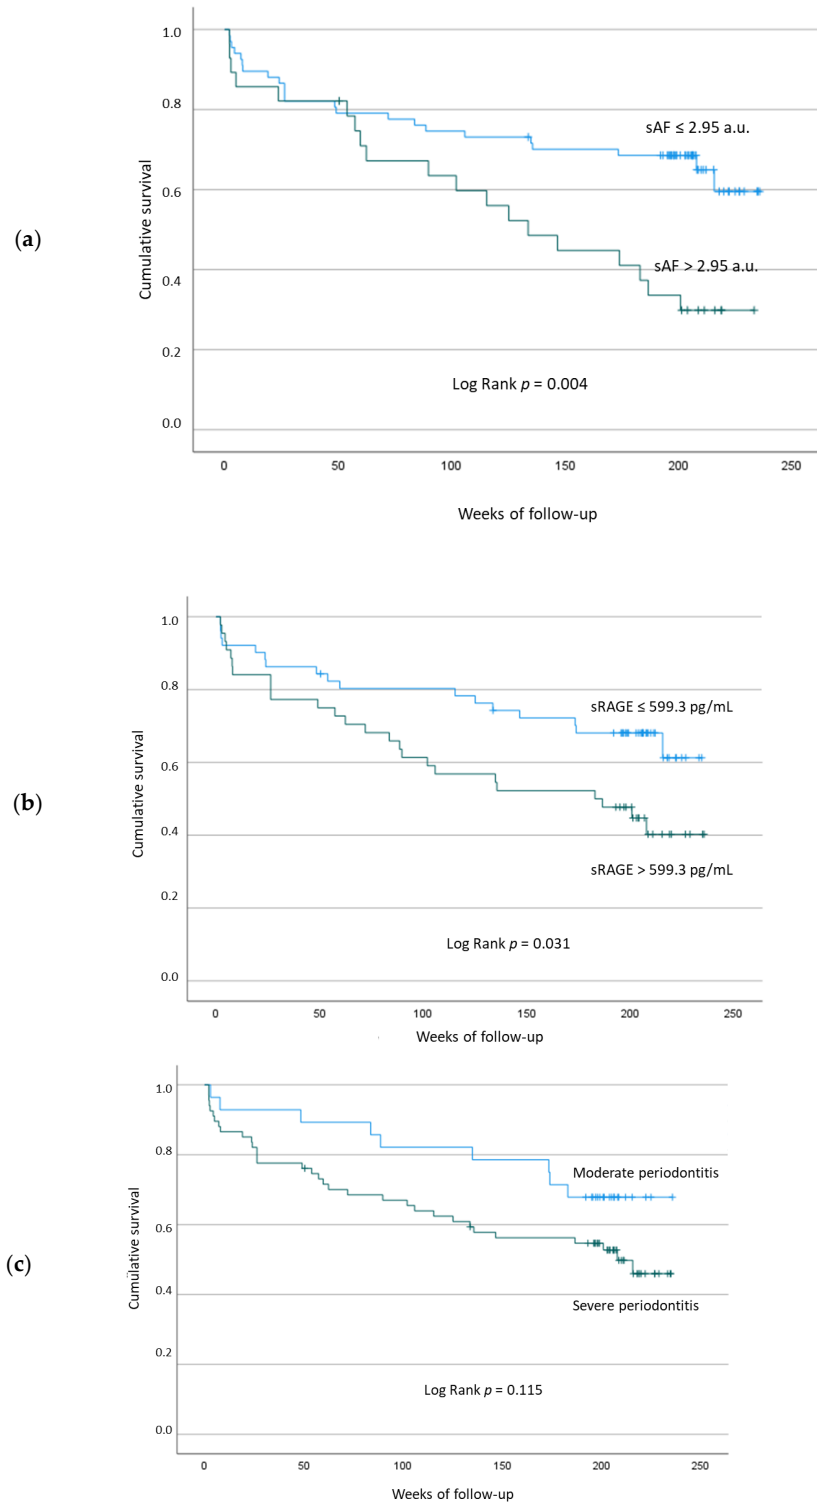 1.0
0.8
sAF ≤ 2.95 a.u.
0.6
(a)
Cumulative survival
0.4
sAF > 2.95 a.u.
0.2
Log Rank p = 0.004
0.0
0 50 100 150 200 250
Weeks of follow-up
1.0
0.8
sRAGE ≤ 599.3 pg/mL
0.6
(b)
Cumulative survival
0.4
sRAGE > 599.3 pg/mL
0.2
Log Rank p = 0.031
0.0
0 50 100 150 200 250
Weeks of follow-up
1.0
0.8
Moderate periodontitis
0.6
(c)
Cumulative survival
0.4
Severe periodontitis
0.2
Log Rank p = 0.115
0.0
0 50 100 150 200 250
Weeks of follow-up